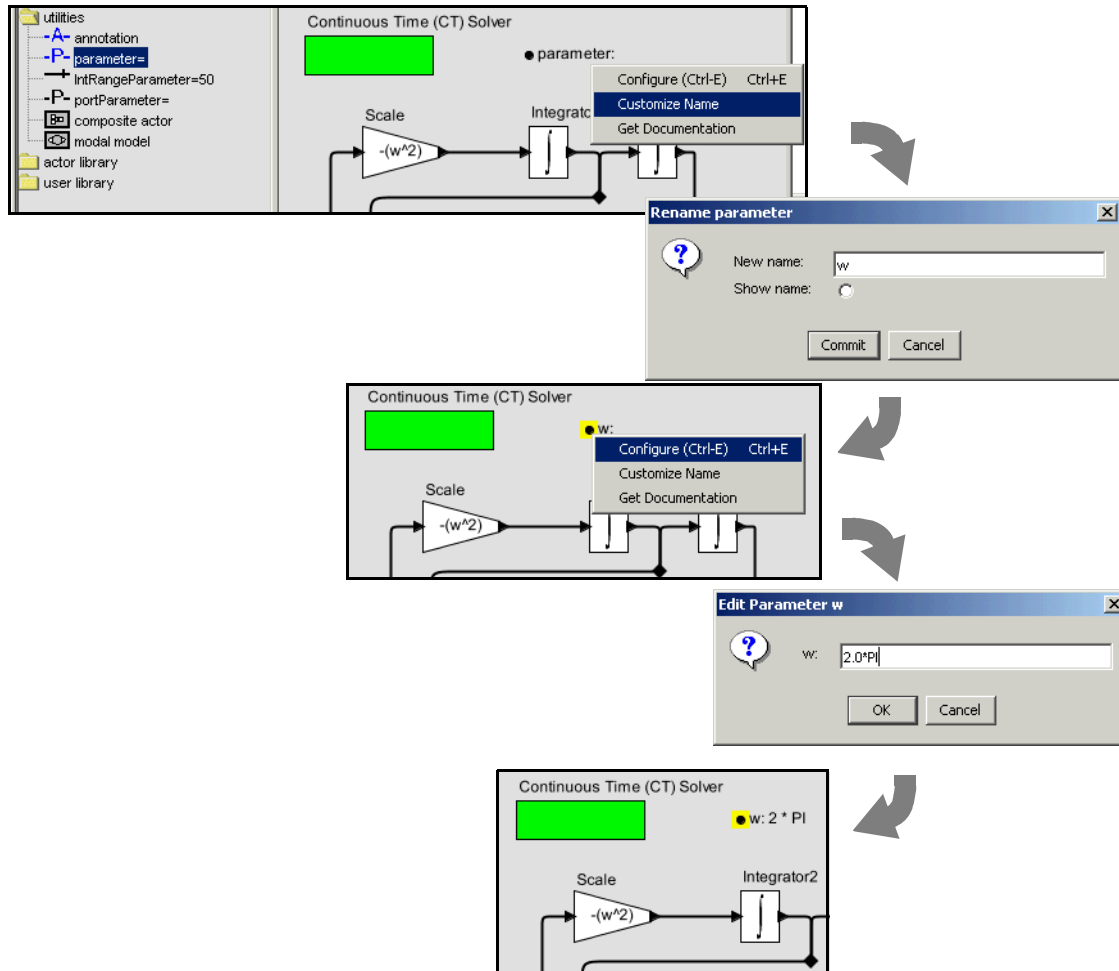 utilities
-A- annotation
-P- parameter=
IntRangeParameter=50
-P- portParameter=
composite actor
modal model
actor library
user library
Continuous Time (CT) Solver
parameter:
Configure (Ctrl-E) Ctrl+E
Customize Name
Get Documentation
Scale
-(w^2)
∫
∫
Rename parameter
?
New name: w
Show name:
Commit Cancel
Continuous Time (CT) Solver
w:
Configure (Ctrl-E) Ctrl+E
Customize Name
Get Documentation
Scale
-(w^2)
∫
∫
Edit Parameter w
?
w: 2.0*PI
OK Cancel
Continuous Time (CT) Solver
w: 2 * PI
Scale
Integrator2
-(w^2)
∫